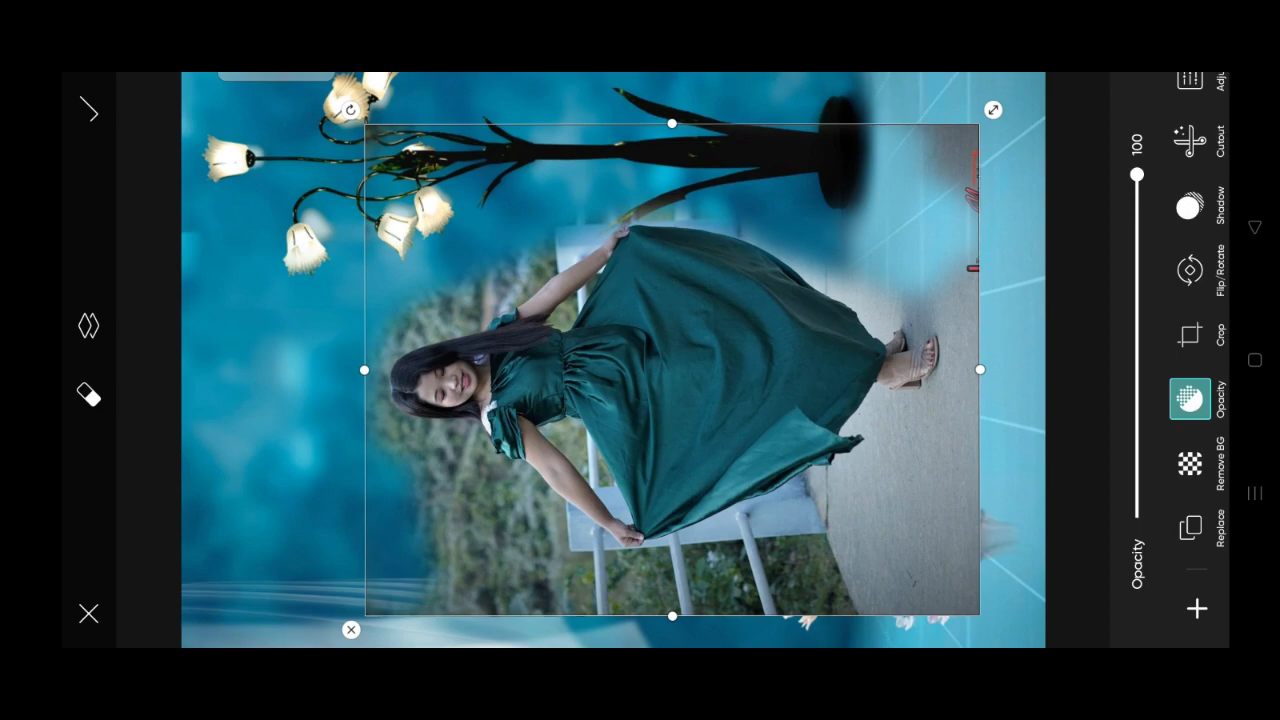 Adju
Cutout
Shadow
Flip/Rotate
Crop
Opacity
Remove BG
Replace
Opacity
100